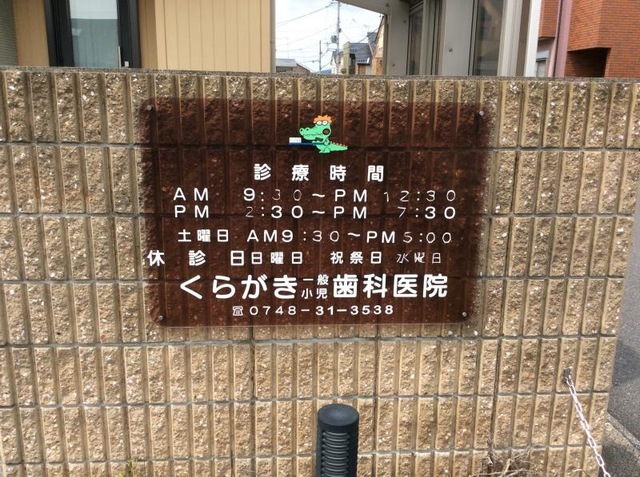 診療時間
AM 9:30～PM 12:30
PM 2:30～PM 7:30
土曜日 AM9:30～PM5:00
休診日 日曜日 祝祭日 水曜日
くらがき一般小児歯科医院
☎0748-31-3538